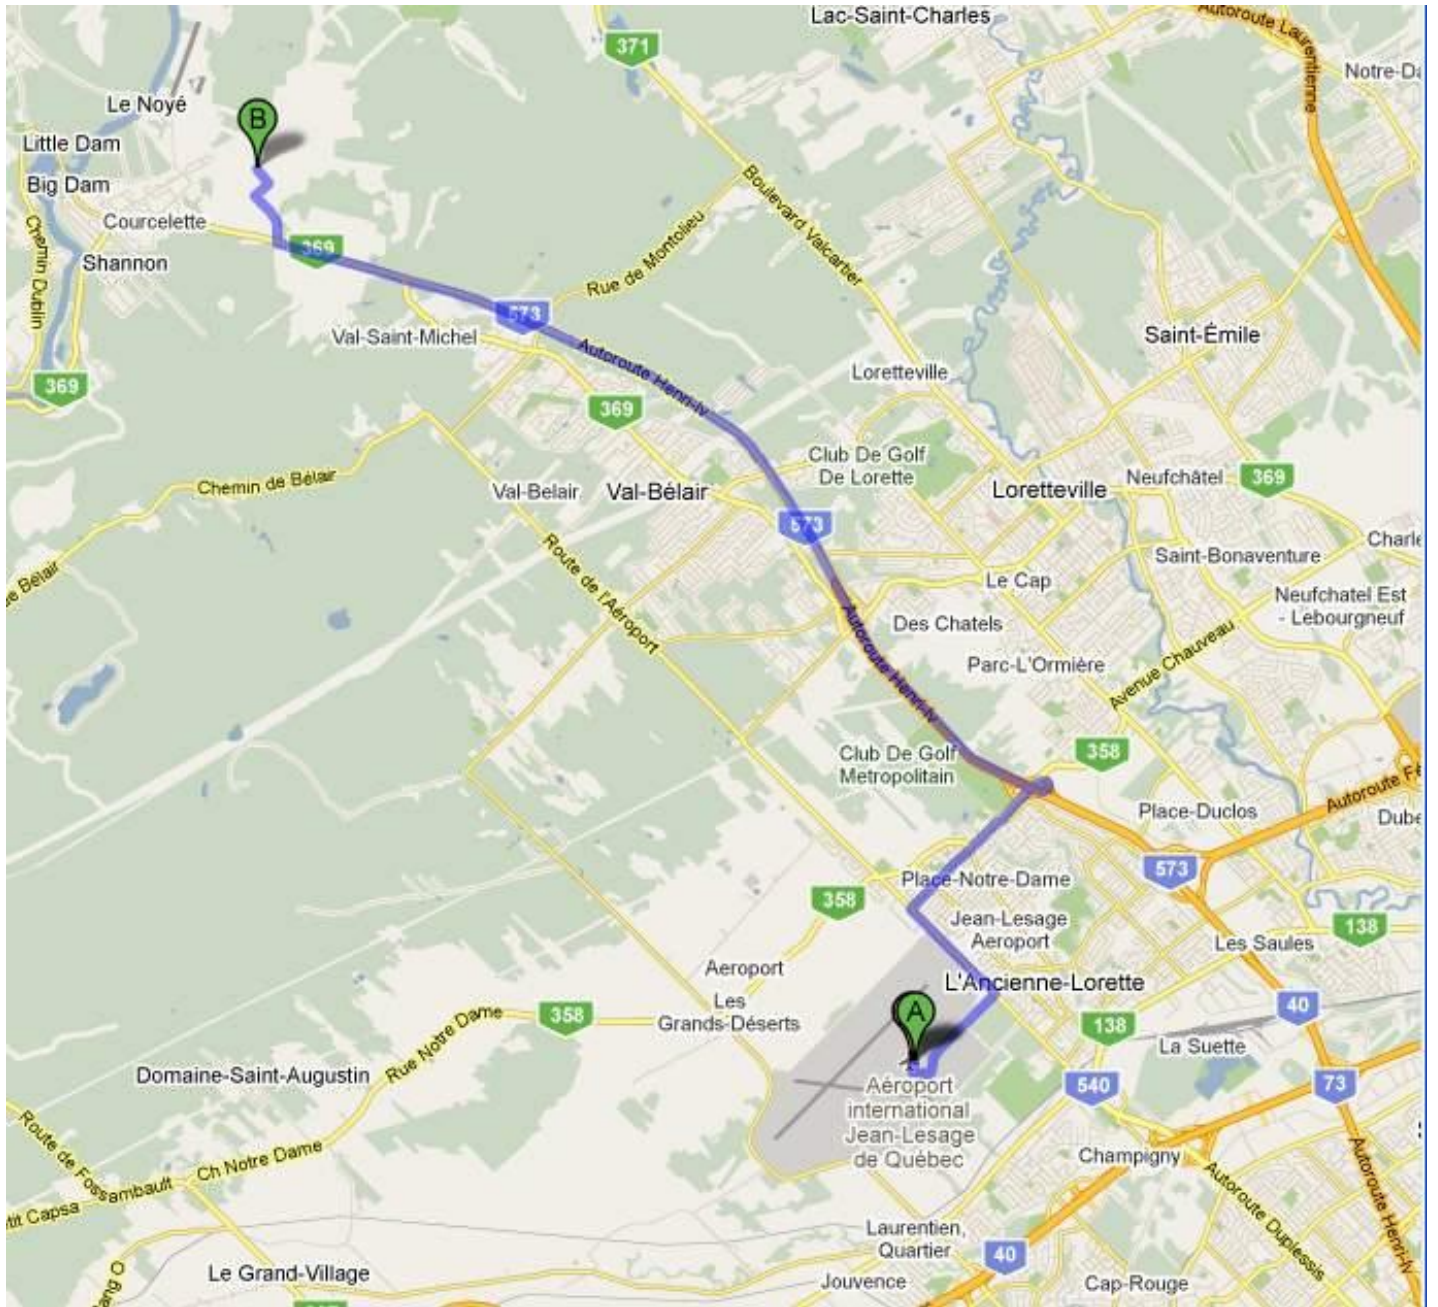 Lac-Saint-Charles
Autoroute Laurentienne
371
Notre-Da
Le Noyé
B
Little Dam
Big Dam
Courcelette
Boulevard Valcartier
Chemin Dublin
Shannon
369
Rue de Montolieu
573
Val-Saint-Michel
Saint-Émile
Autoroute Henri-Iv
Loretteville
369
369
Club De Golf
De Lorette
Chemin de Bélair
Val-Belair
Val-Bélair
Loretteville
Neufchâtel
369
573
Route de l'Aéroport
Saint-Bonaventure
Charle
Bélair
Le Cap
Neufchatel Est
- Lebourgneuf
Des Chatels
Autoroute Henri-Iv
Parc-L'Ormière
Avenue Chauveau
Club De Golf
Metropolitain
358
Place-Duclos
Autoroute Fé
Dube
Place-Notre-Dame
573
358
Jean-Lesage
Aeroport
138
Les Saules
Aeroport
L'Ancienne-Lorette
Les
Grands-Déserts
358
A
40
138
La Suette
Rue Notre Dame
Domaine-Saint-Augustin
Aéroport
international
Jean-Lesage
de Québec
540
73
Route de Fossambault
Ch Notre Dame
Champigny
tit Capsa
Autoroute Duplessis
Autoroute Henri-Iv
Laurentien,
Quartier
40
ang O
Le Grand-Village
Jouvence
Cap-Rouge